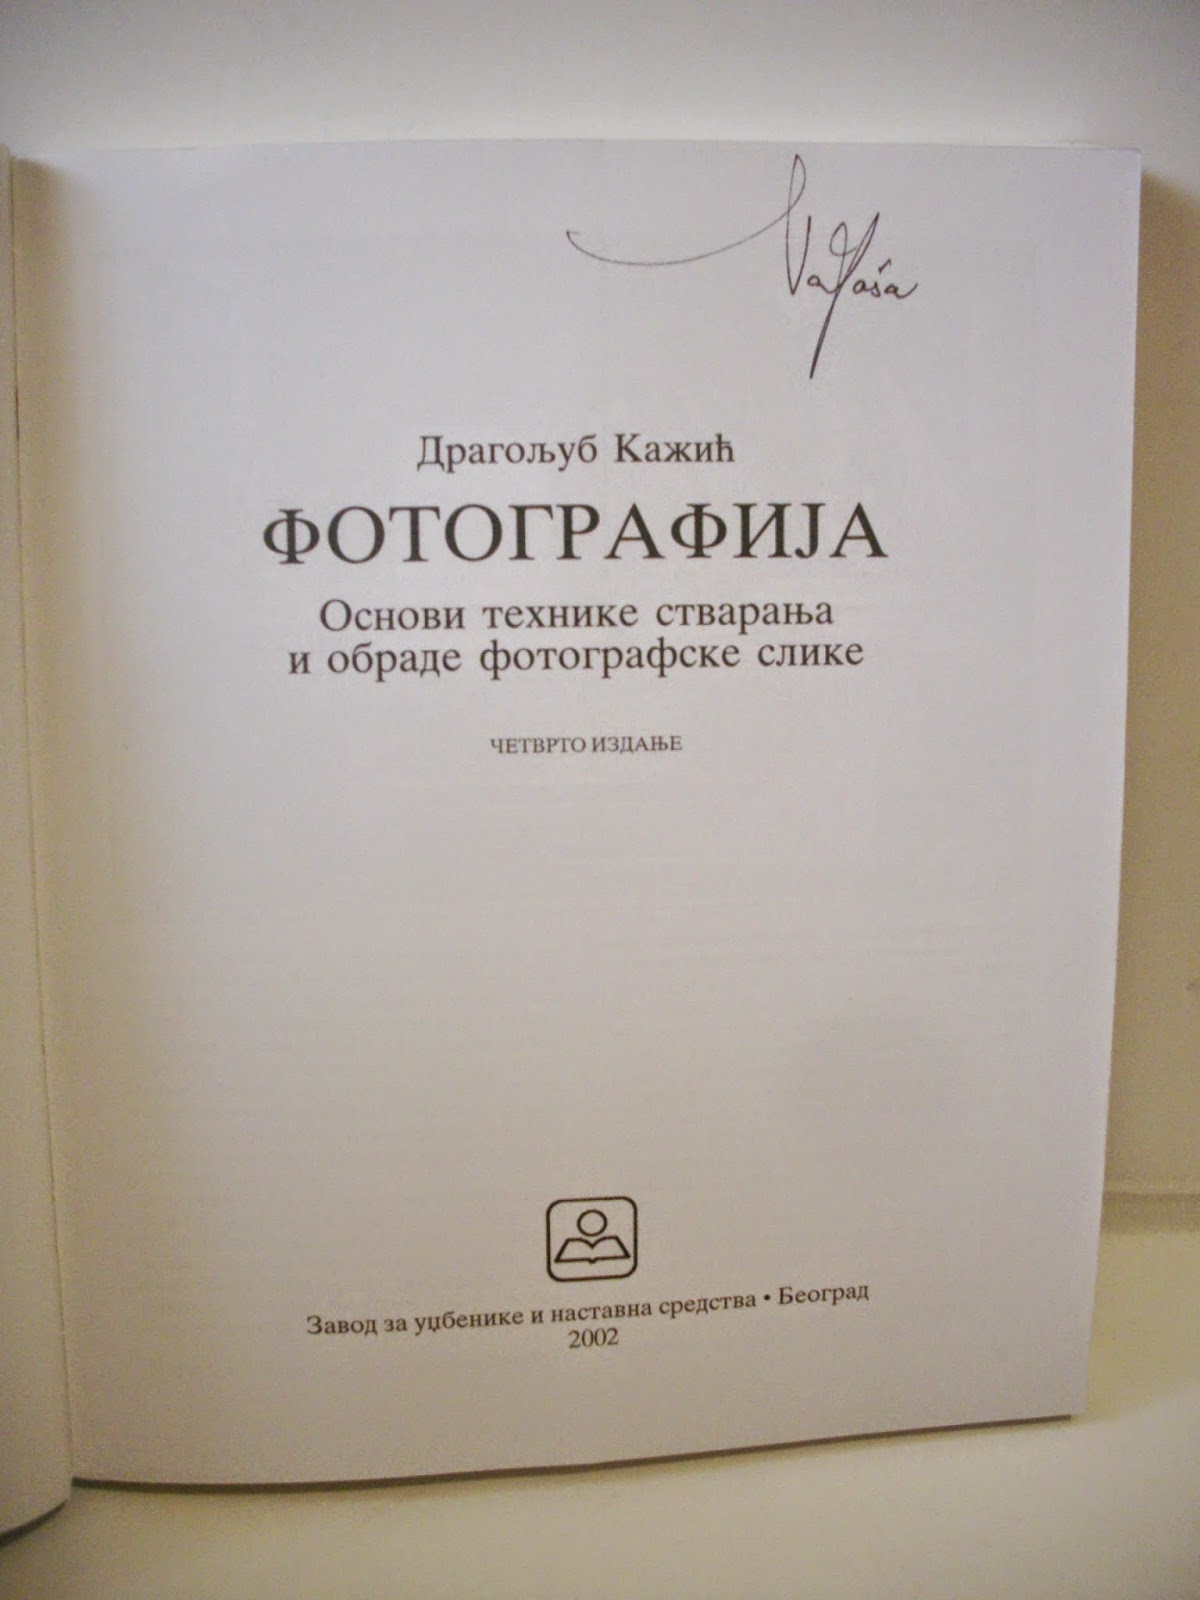 Драгољуб Кажић
ФОТОГРАФИЈА
Основи технике стварања
и обраде фотографске слике
ЧЕТВРТО ИЗДАЊЕ
Завод за уџбенике и наставна средства • Београд
2002